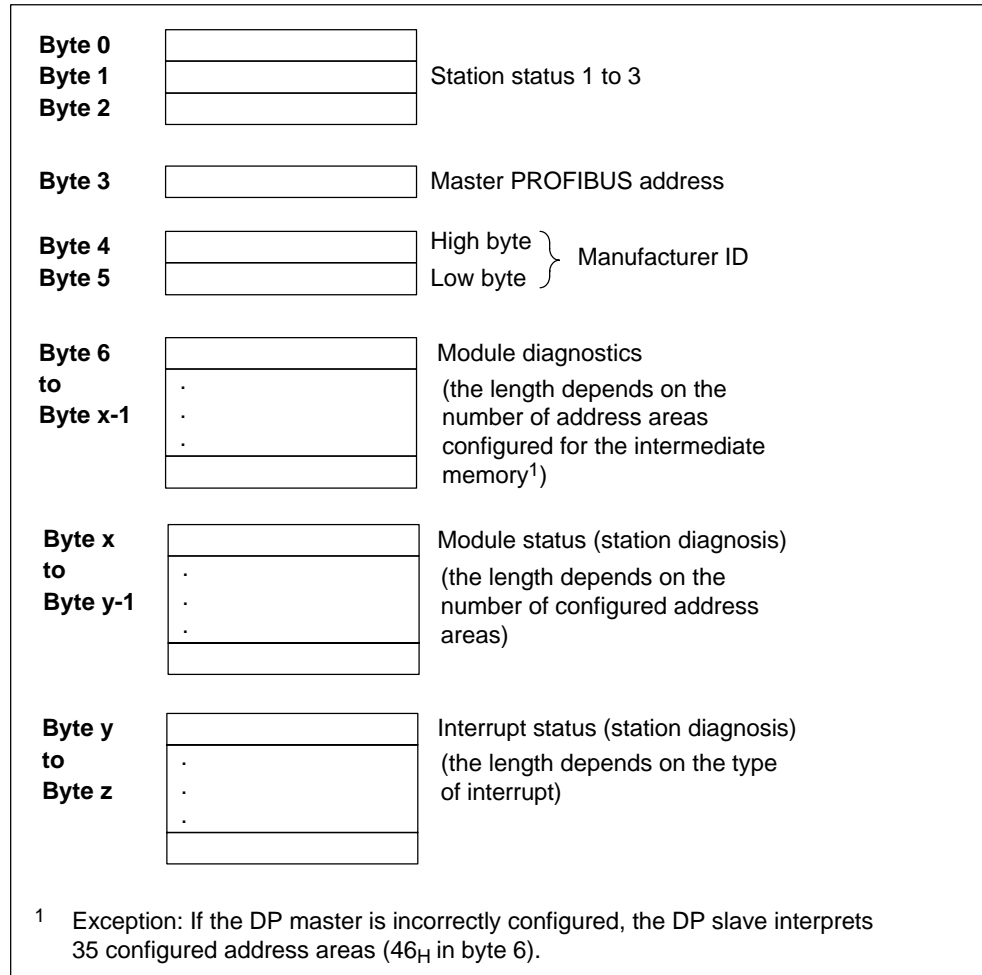 Byte 0
Byte 1 Station status 1 to 3
Byte 2
Byte 3 Master PROFIBUS address
Byte 4 High byte
Byte 5 Low byte
Manufacturer ID
Byte 6 Module diagnostics
to (the length depends on the
Byte x-1 number of address areas
configured for the intermediate
memory1)
Byte x Module status (station diagnosis)
to (the length depends on the
Byte y-1 number of configured address
areas)
Byte y Interrupt status (station diagnosis)
to (the length depends on the type
Byte z of interrupt)
1 Exception: If the DP master is incorrectly configured, the DP slave interprets
35 configured address areas (46H in byte 6).